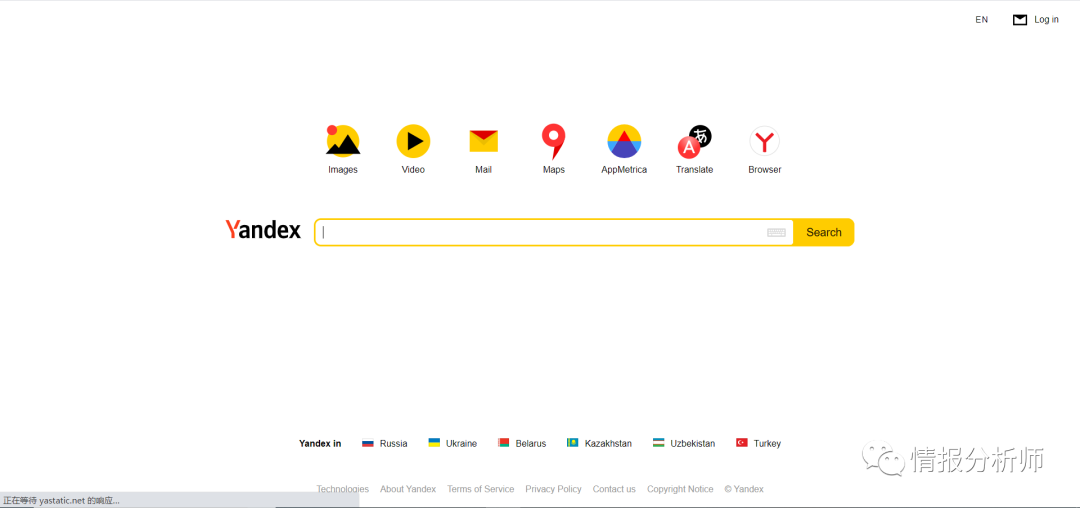 EN Log in
Images Video Mail Maps AppMetrica Translate Browser
Yandex Search
Yandex in Russia Ukraine Belarus Kazakhstan Uzbekistan Turkey
情报分析师
Technologies About Yandex Terms of Service Privacy Policy Contact us Copyright Notice © Yandex
正在等待 yastatic.net 的响应...